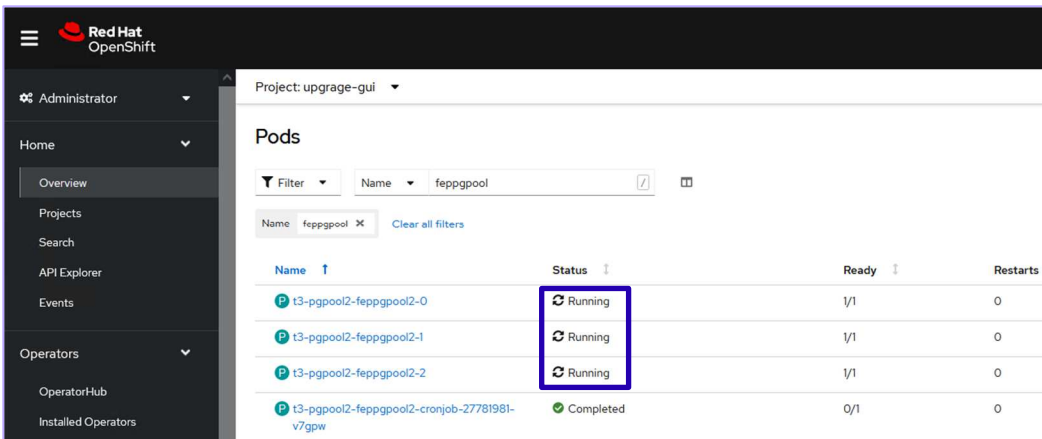 Red Hat
OpenShift
Administrator
Project: upgrage-gui
Home
Pods
Overview
Filter
Name
feppgpool
/
Projects
Name feppgpool
Clear all filters
Search
API Explorer
Name
Status
Ready
Restarts
Events
P t3-pgpool2-feppgpool2-0
Running
1/1
0
P t3-pgpool2-feppgpool2-1
Running
1/1
0
Operators
P t3-pgpool2-feppgpool2-2
Running
1/1
0
OperatorHub
P t3-pgpool2-feppgpool2-cronjob-27781981-
v7gpw
Completed
0/1
0
Installed Operators